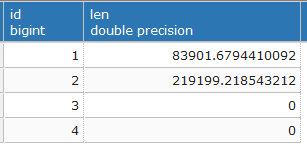 id len
bigint double precision
1 83901.6794410092
2 219199.218543212
3 0
4 0